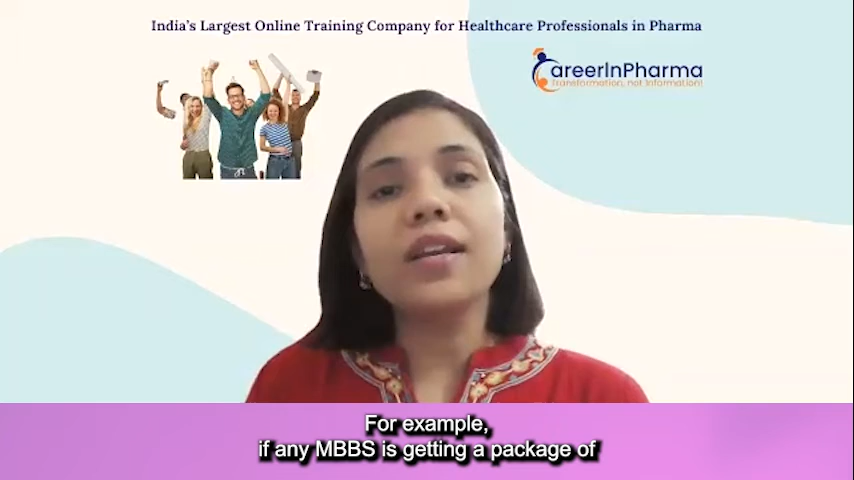 India's Largest Online Training Company for Healthcare Professionals in Pharma
CareerInPharma
Transformation, not information!
For example,
if any MBBS is getting a package of